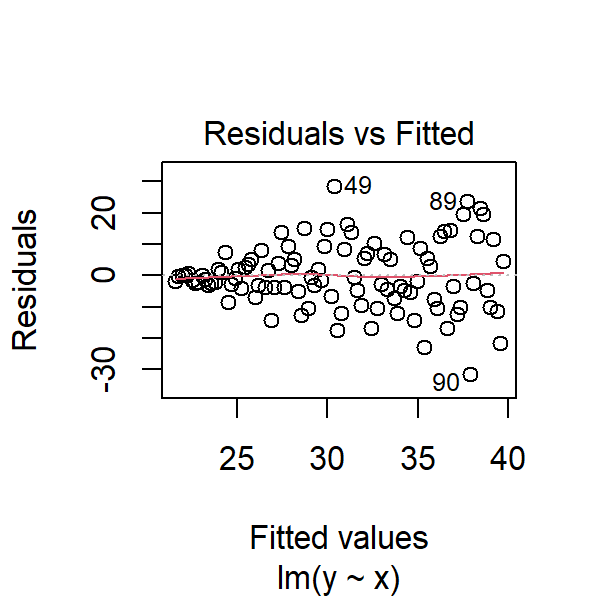 Residuals vs Fitted
Residuals
20
0
-30
49
89
90
25 30 35 40
Fitted values
lm(y ~ x)